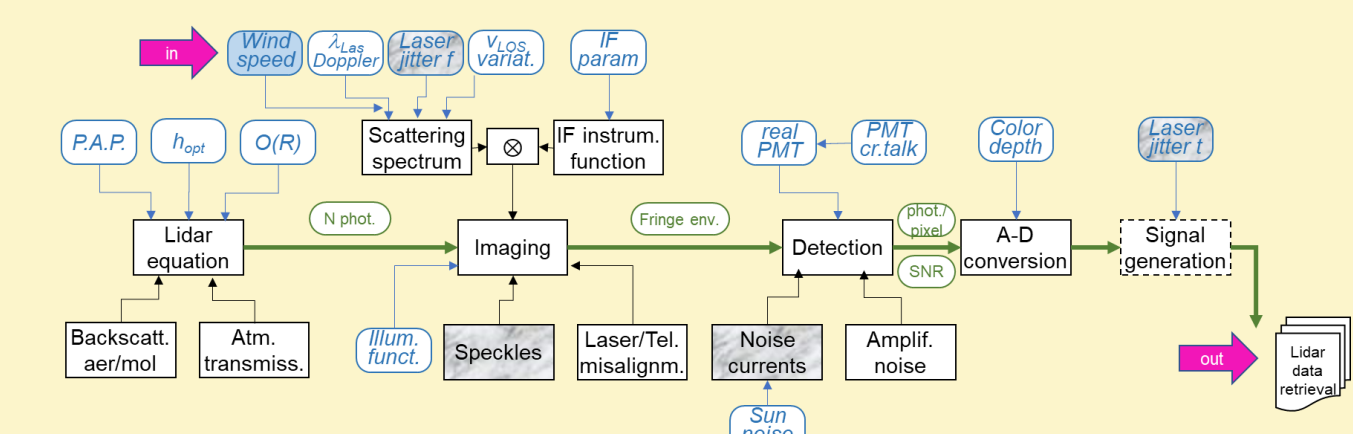 in
Wind
speed
λLas
Doppler
Laser
jitter f
vLOS
variat.
IF
param
P.A.P.
hopt
O(R)
Scattering
spectrum
⊗
IF instrum.
function
real
PMT
PMT
cr.talk
Color
depth
Laser
jitter t
Lidar
equation
N phot.
Imaging
Fringe env.
Detection
phot./
pixel
SNR
A-D
conversion
Signal
generation
Backscatt.
aer/mol
Atm.
transmiss.
Illum.
funct.
Speckles
Laser/Tel.
misalignm.
Noise
currents
Amplif.
noise
out
Lidar
data
retrieval
Sun
noise